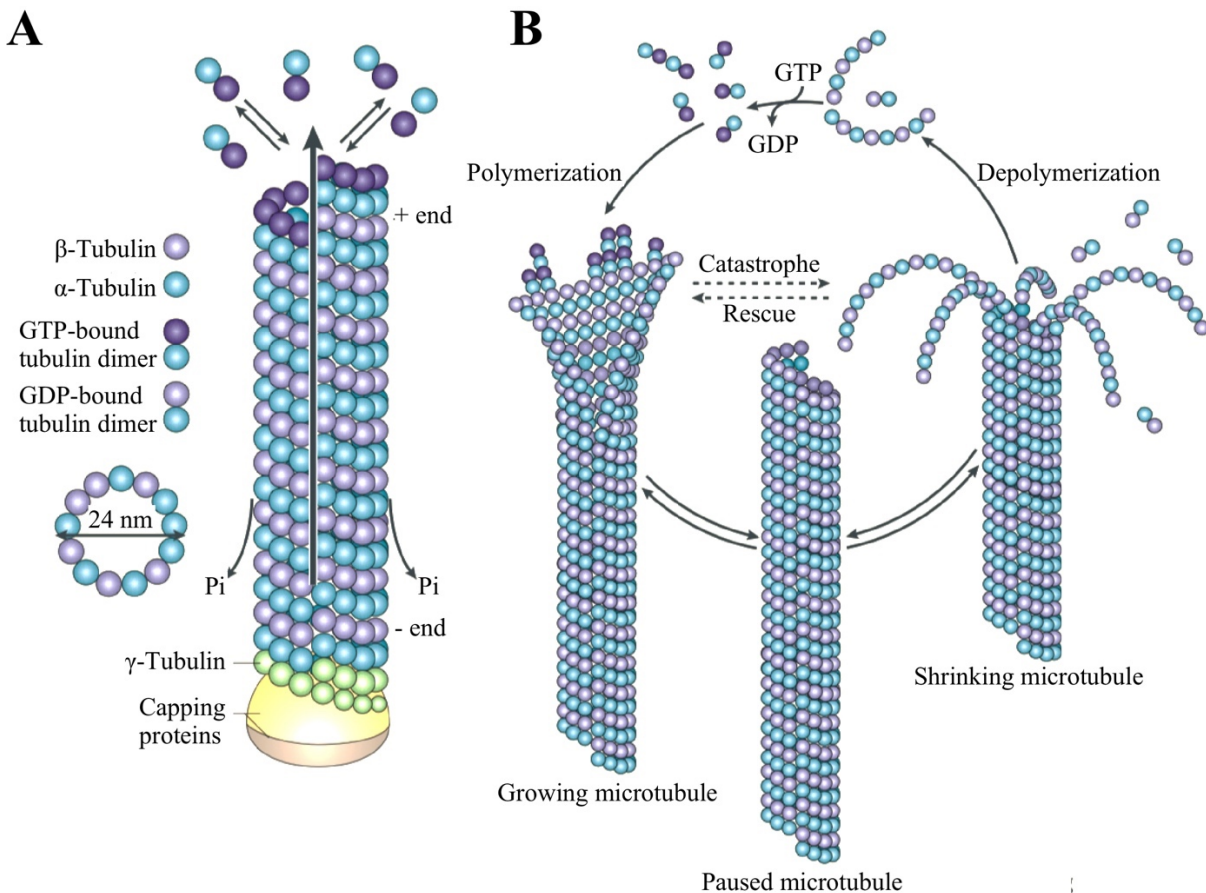 A
β-Tubulin
α-Tubulin
GTP-bound
tubulin dimer
GDP-bound
tubulin dimer
24 nm
+ end
Pi
Pi
- end
γ-Tubulin
Capping
proteins
B
GTP
GDP
Polymerization
Depolymerization
Catastrophe
Rescue
Growing microtubule
Paused microtubule
Shrinking microtubule